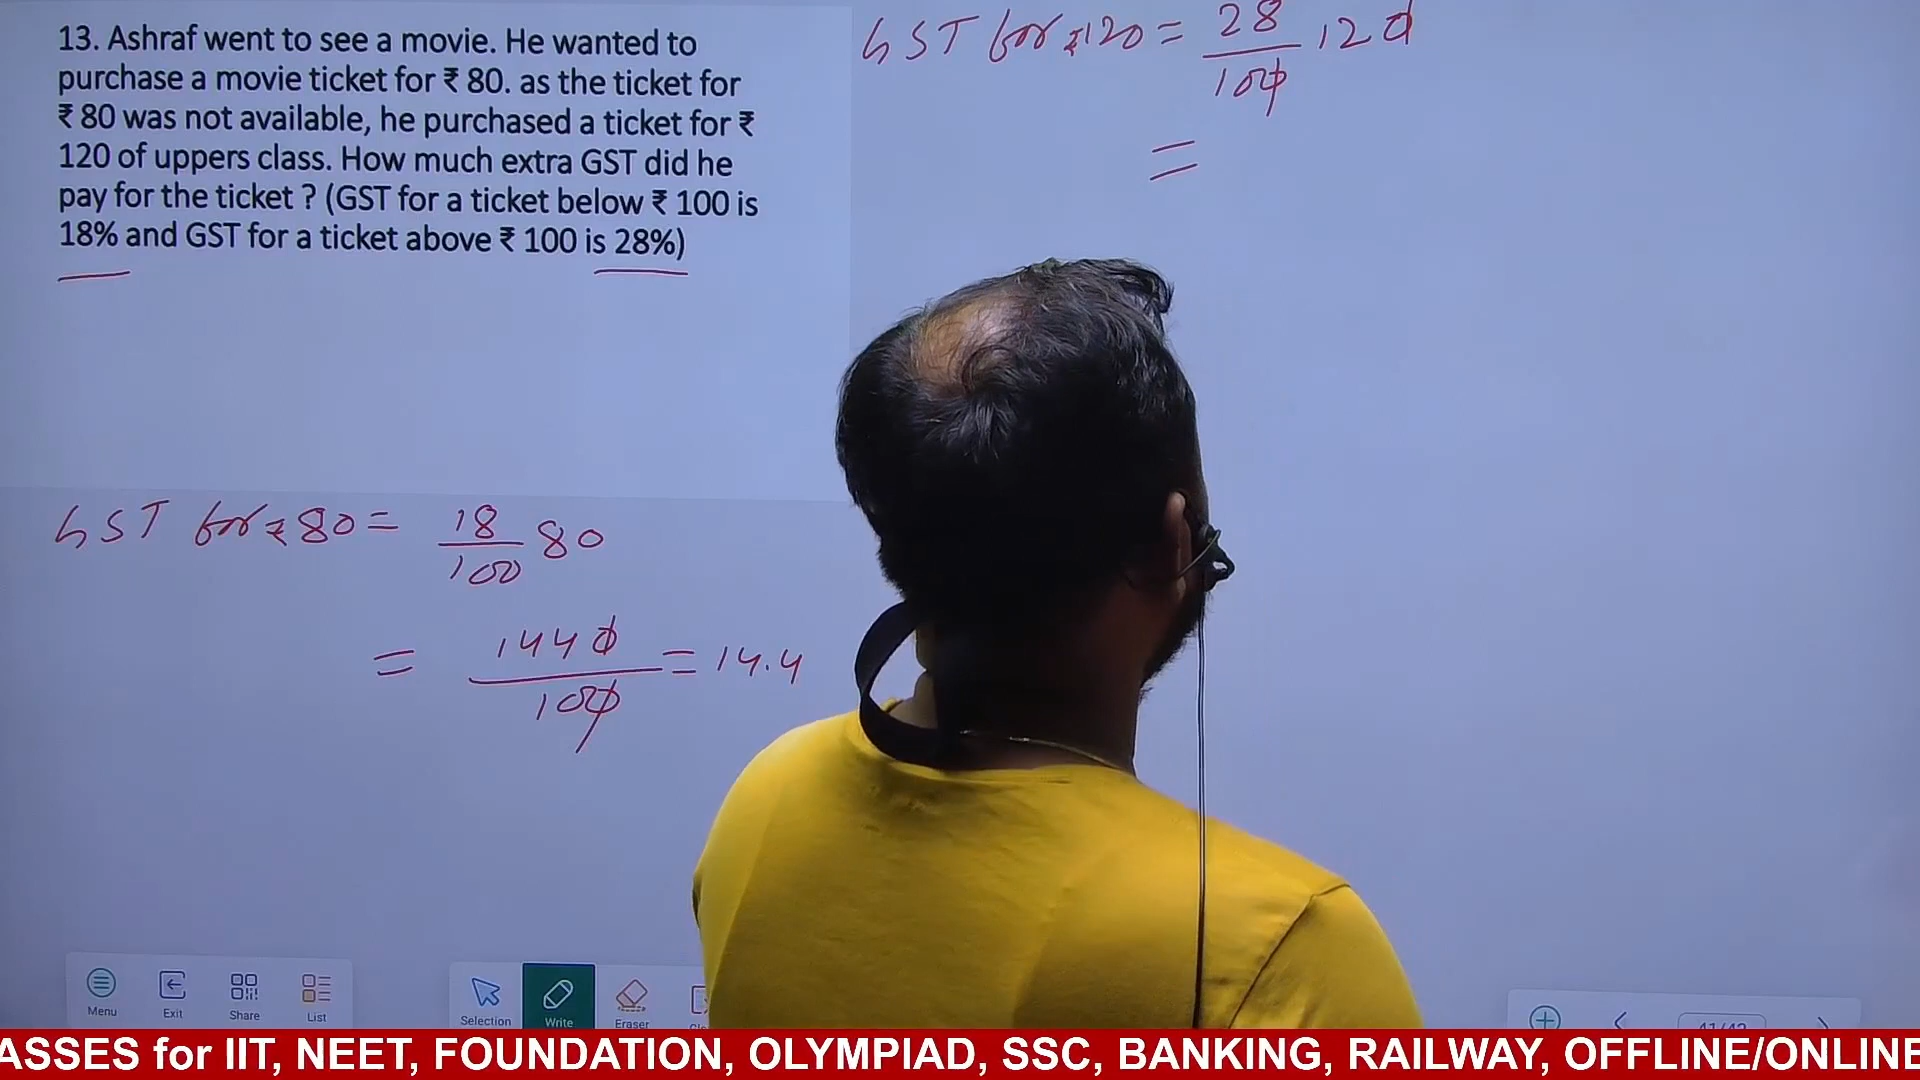 13. Ashraf went to see a movie. He wanted to
purchase a movie ticket for ₹ 80. as the ticket for
₹ 80 was not available, he purchased a ticket for ₹
120 of uppers class. How much extra GST did he
pay for the ticket ? (GST for a ticket below ₹ 100 is
18% and GST for a ticket above ₹ 100 is 28%)
GST for ₹120 = 28/100 120
=
GST for ₹80 = 18/100 80
= 1440/100 = 14.4
Menu
Exit
Share
List
Selection
Write
Eraser
41/42
ASSES for IIT, NEET, FOUNDATION, OLYMPIAD, SSC, BANKING, RAILWAY, OFFLINE/ONLINE